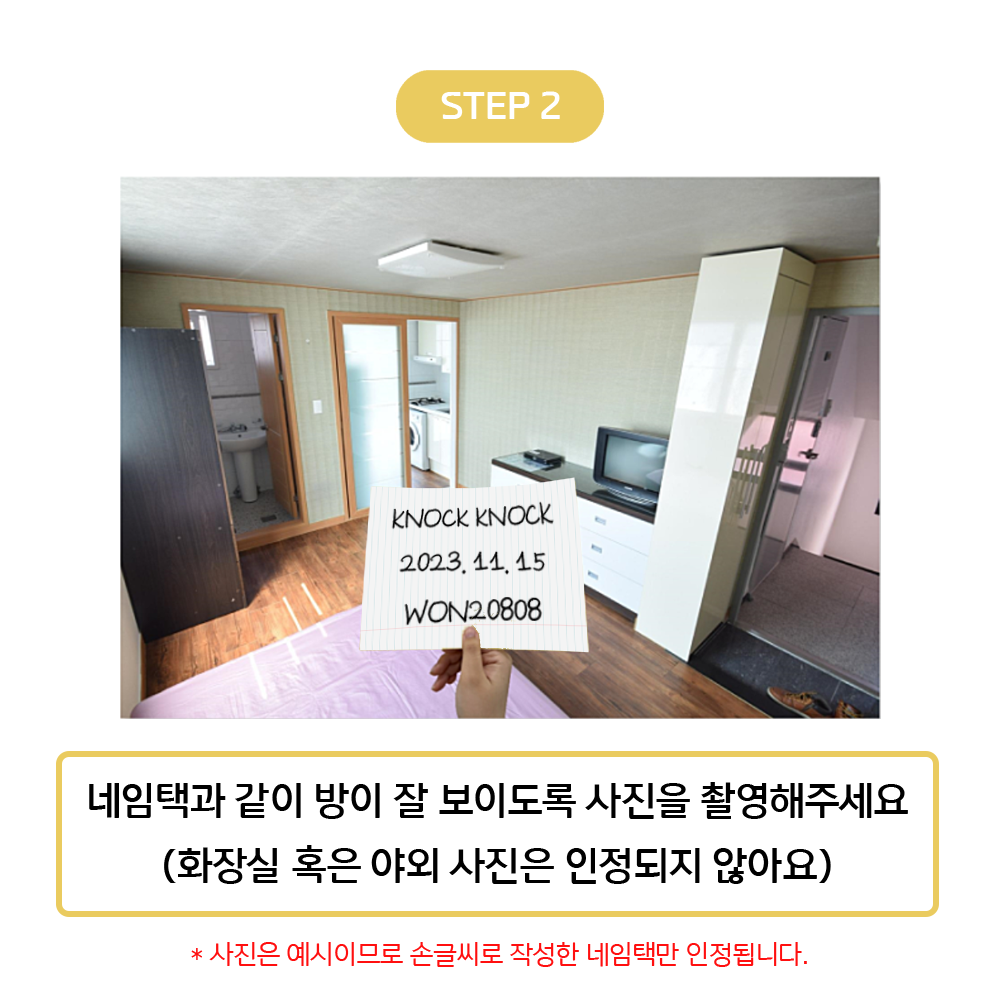 STEP 2
KNOCK KNOCK
2023. 11. 15
WON20808
네임택과 같이 방이 잘 보이도록 사진을 촬영해주세요
(화장실 혹은 야외 사진은 인정되지 않아요)
* 사진은 예시이므로 손글씨로 작성한 네임택만 인정됩니다.